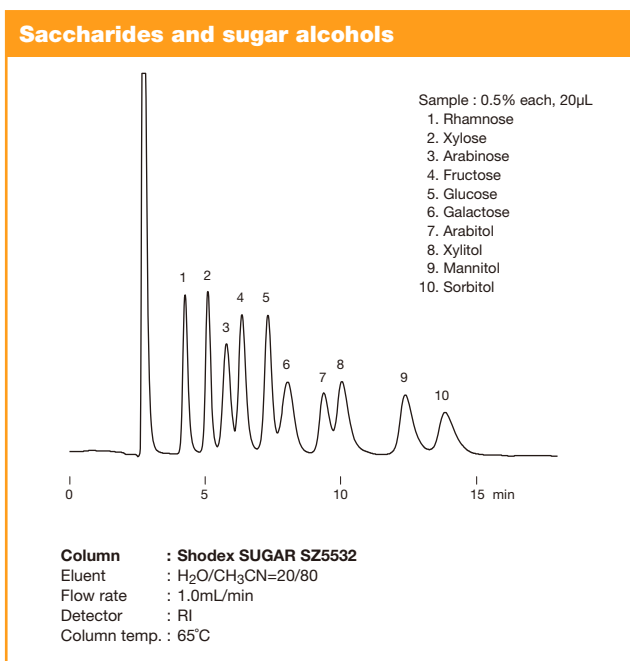 Saccharides and sugar alcohols
Sample : 0.5% each, 20µL
1. Rhamnose
2. Xylose
3. Arabinose
4. Fructose
5. Glucose
6. Galactose
7. Arabitol
8. Xylitol
9. Mannitol
10. Sorbitol
1 2 3 4 5 6 7 8 9 10
0 5 10 15 min
Column : Shodex SUGAR SZ5532
Eluent : H₂O/CH₃CN=20/80
Flow rate : 1.0mL/min
Detector : RI
Column temp. : 65˚C